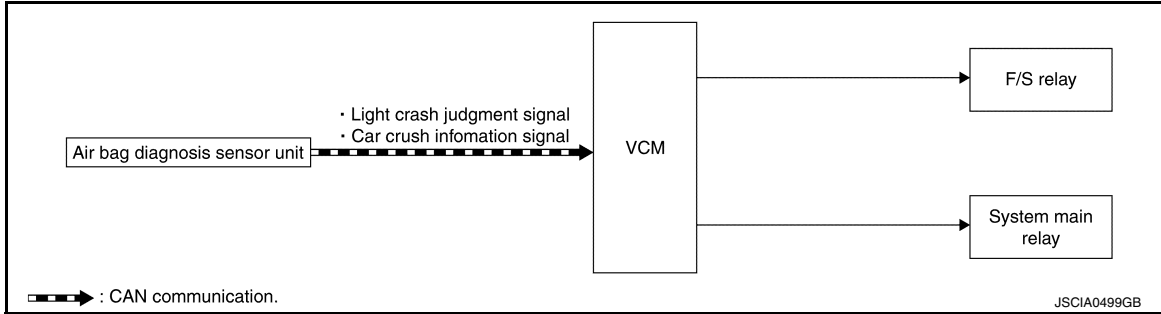 ・Light crash judgment signal
・Car crush infomation signal
Air bag diagnosis sensor unit
VCM
F/S relay
System main
relay
: CAN communication.
JSCIA0499GB